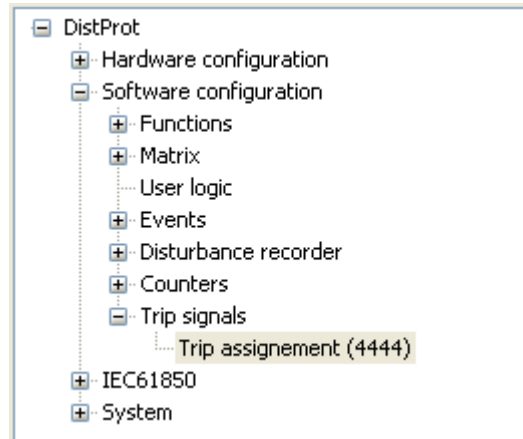 DistProt
Hardware configuration
Software configuration
Functions
Matrix
User logic
Events
Disturbance recorder
Counters
Trip signals
Trip assignement (4444)
IEC61850
System